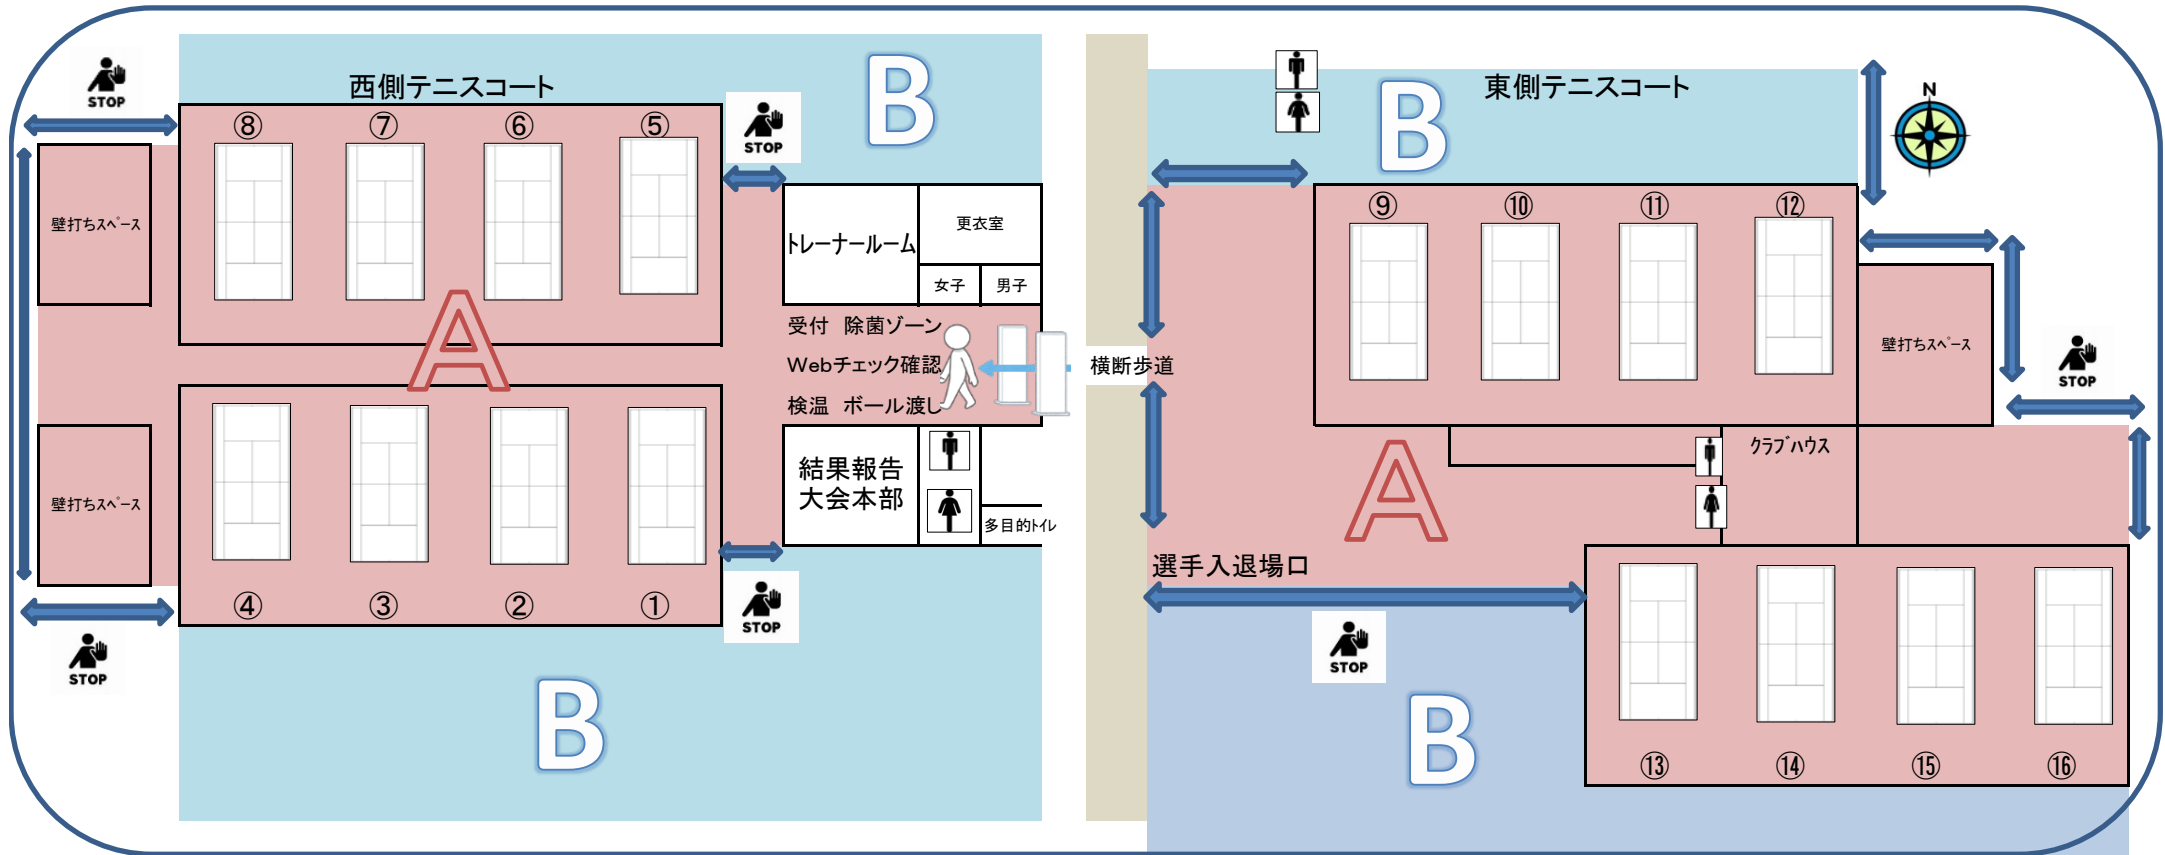 西側テニスコート
B
STOP
⑧
⑦
⑥
⑤
STOP
壁打ちスペース
トレーナールーム
更衣室
女子
男子
A
受付 除菌ゾーン
Webチェック確認
検温 ボール渡し
壁打ちスペース
結果報告
大会本部
多目的トイレ
④
③
②
①
STOP
STOP
B
横断歩道
東側テニスコート
B
N
⑨
⑩
⑪
⑫
壁打ちスペース
STOP
クラブハウス
A
選手入退場口
STOP
B
⑬
⑭
⑮
⑯